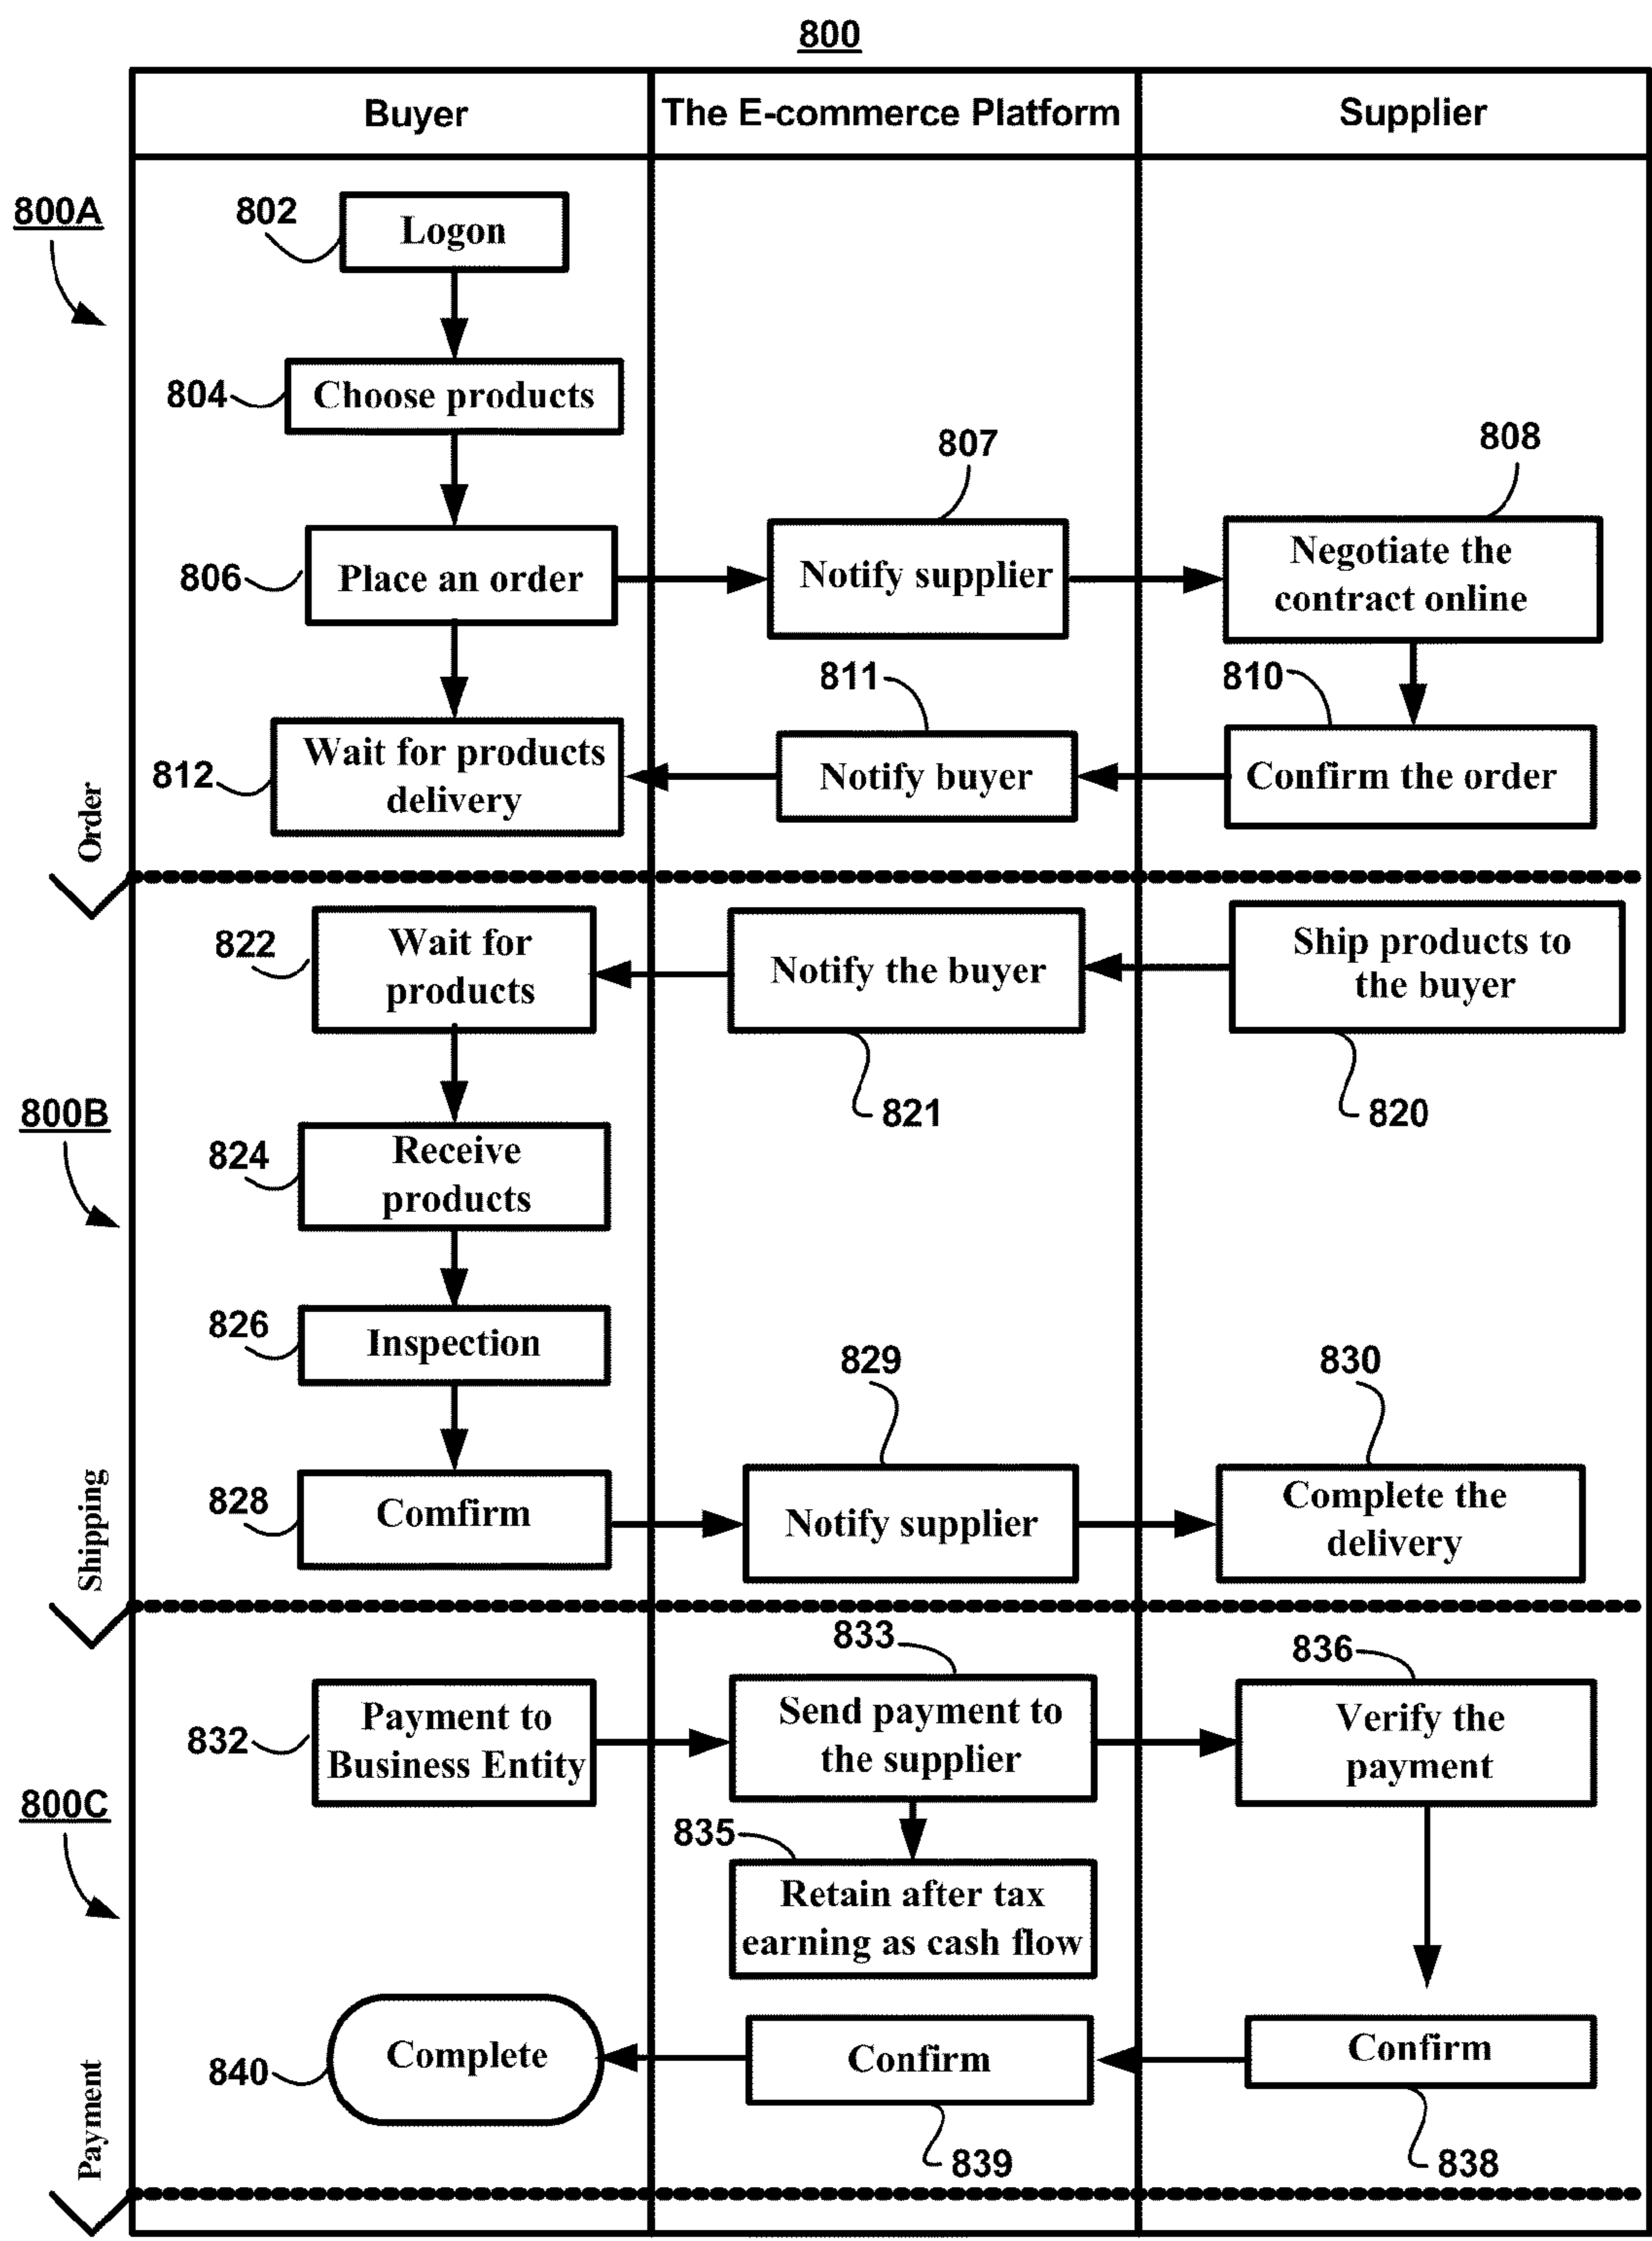 800
Buyer
The E-commerce Platform
Supplier
800A
802
Logon
804
Choose products
807
808
806
Place an order
Notify supplier
Negotiate the
contract online
811
810
812
Wait for products
delivery
Notify buyer
Confirm the order
Order
822
Wait for
products
Notify the buyer
Ship products to
the buyer
821
820
800B
824
Receive
products
826
Inspection
829
830
828
Comfirm
Notify supplier
Complete the
delivery
Shipping
833
836
832
Payment to
Business Entity
Send payment to
the supplier
Verify the
payment
800C
835
Retain after tax
earning as cash flow
840
Complete
Confirm
Confirm
839
838
Payment